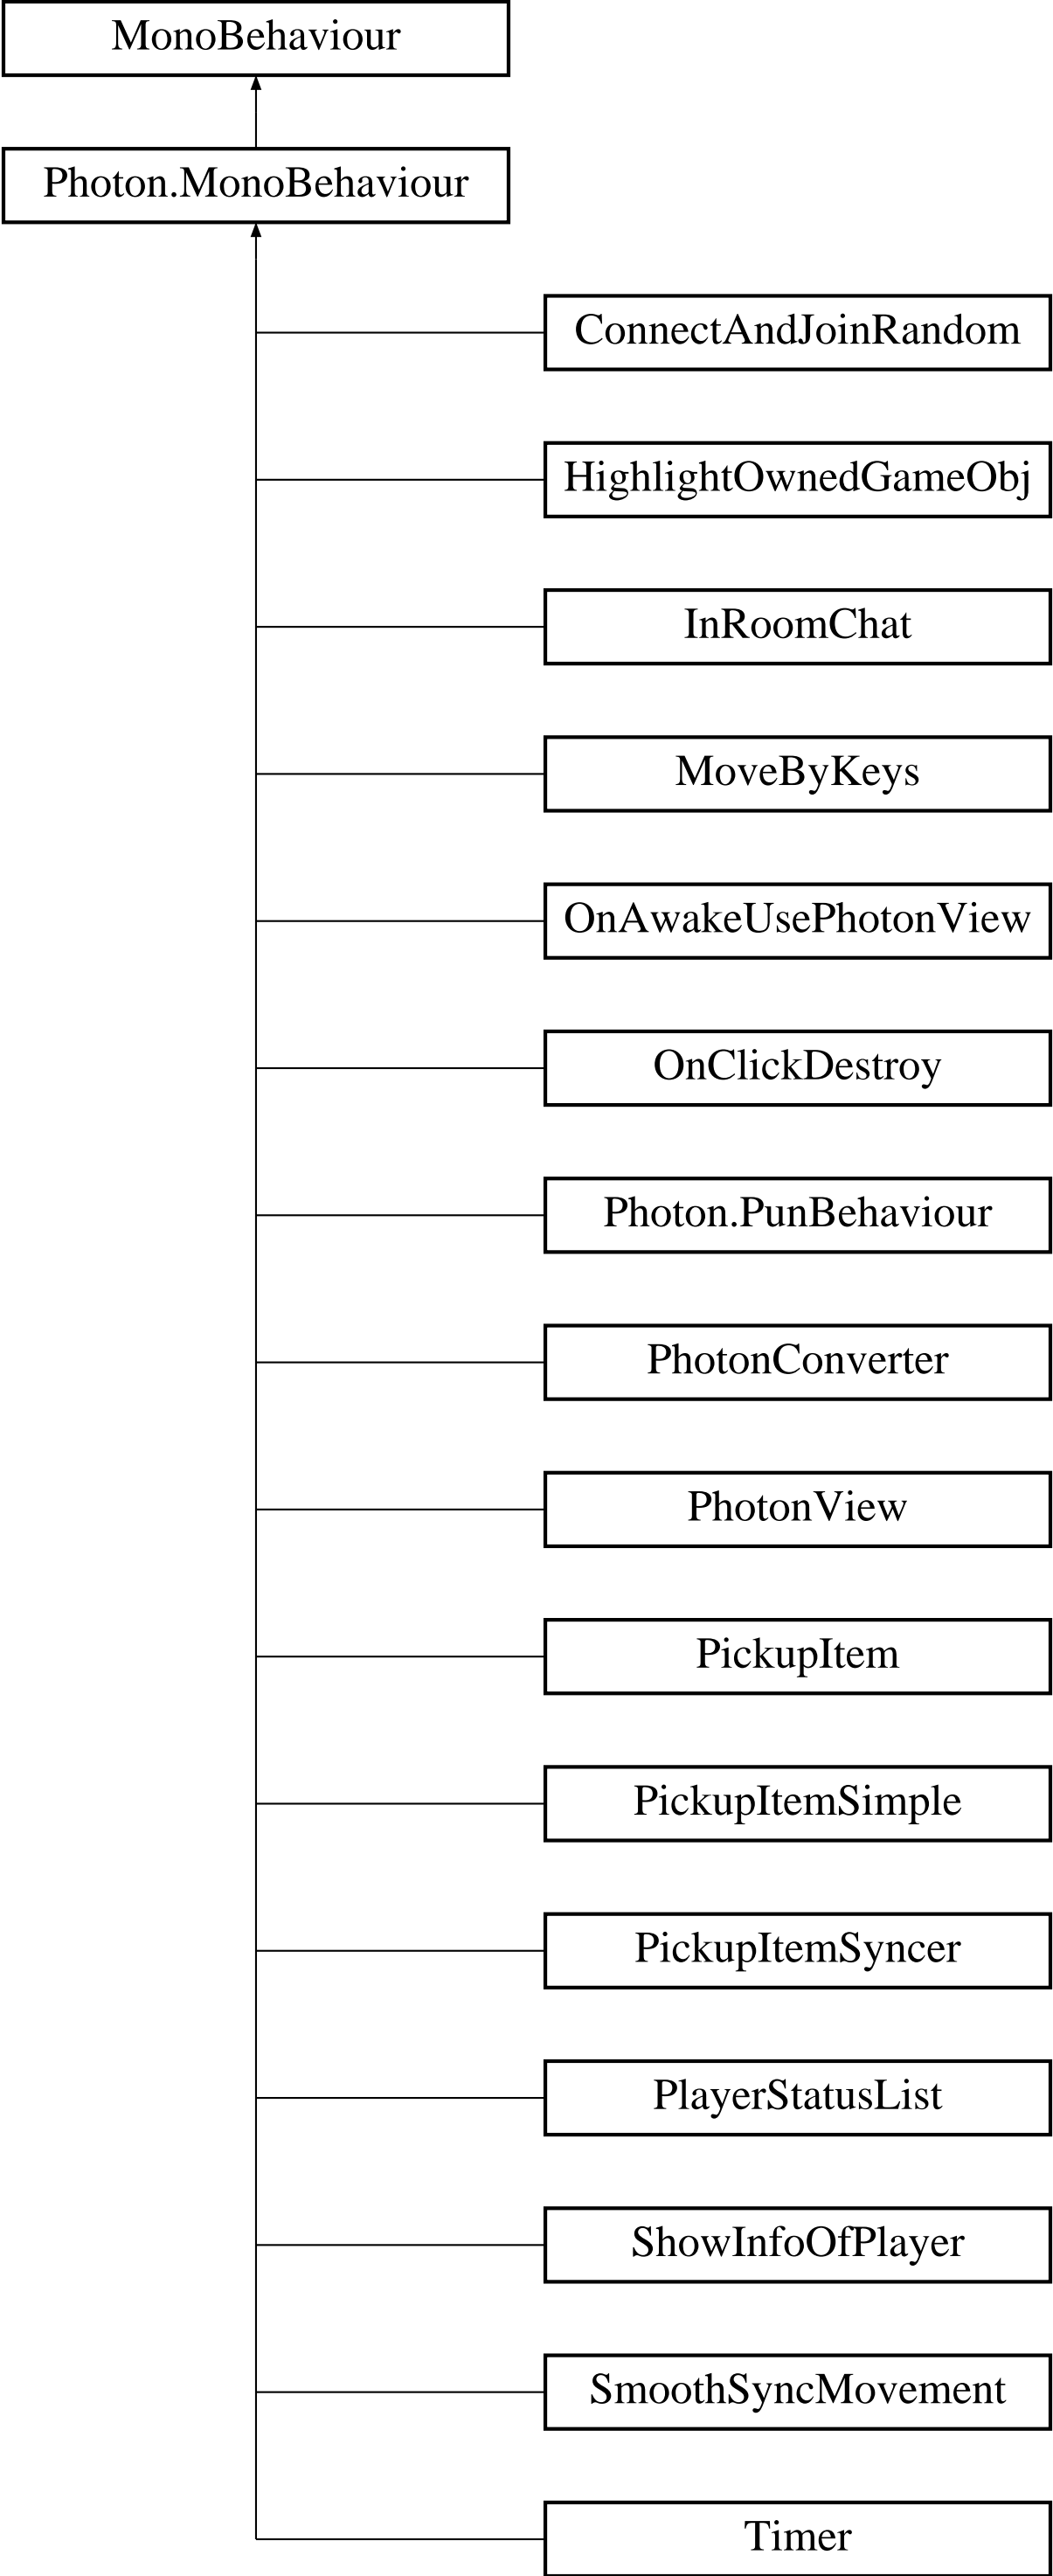 MonoBehaviour
Photon.MonoBehaviour
ConnectAndJoinRandom
HighlightOwnedGameObj
InRoomChat
MoveByKeys
OnAwakeUsePhotonView
OnClickDestroy
Photon.PunBehaviour
PhotonConverter
PhotonView
PickupItem
PickupItemSimple
PickupItemSyncer
PlayerStatusList
ShowInfoOfPlayer
SmoothSyncMovement
Timer